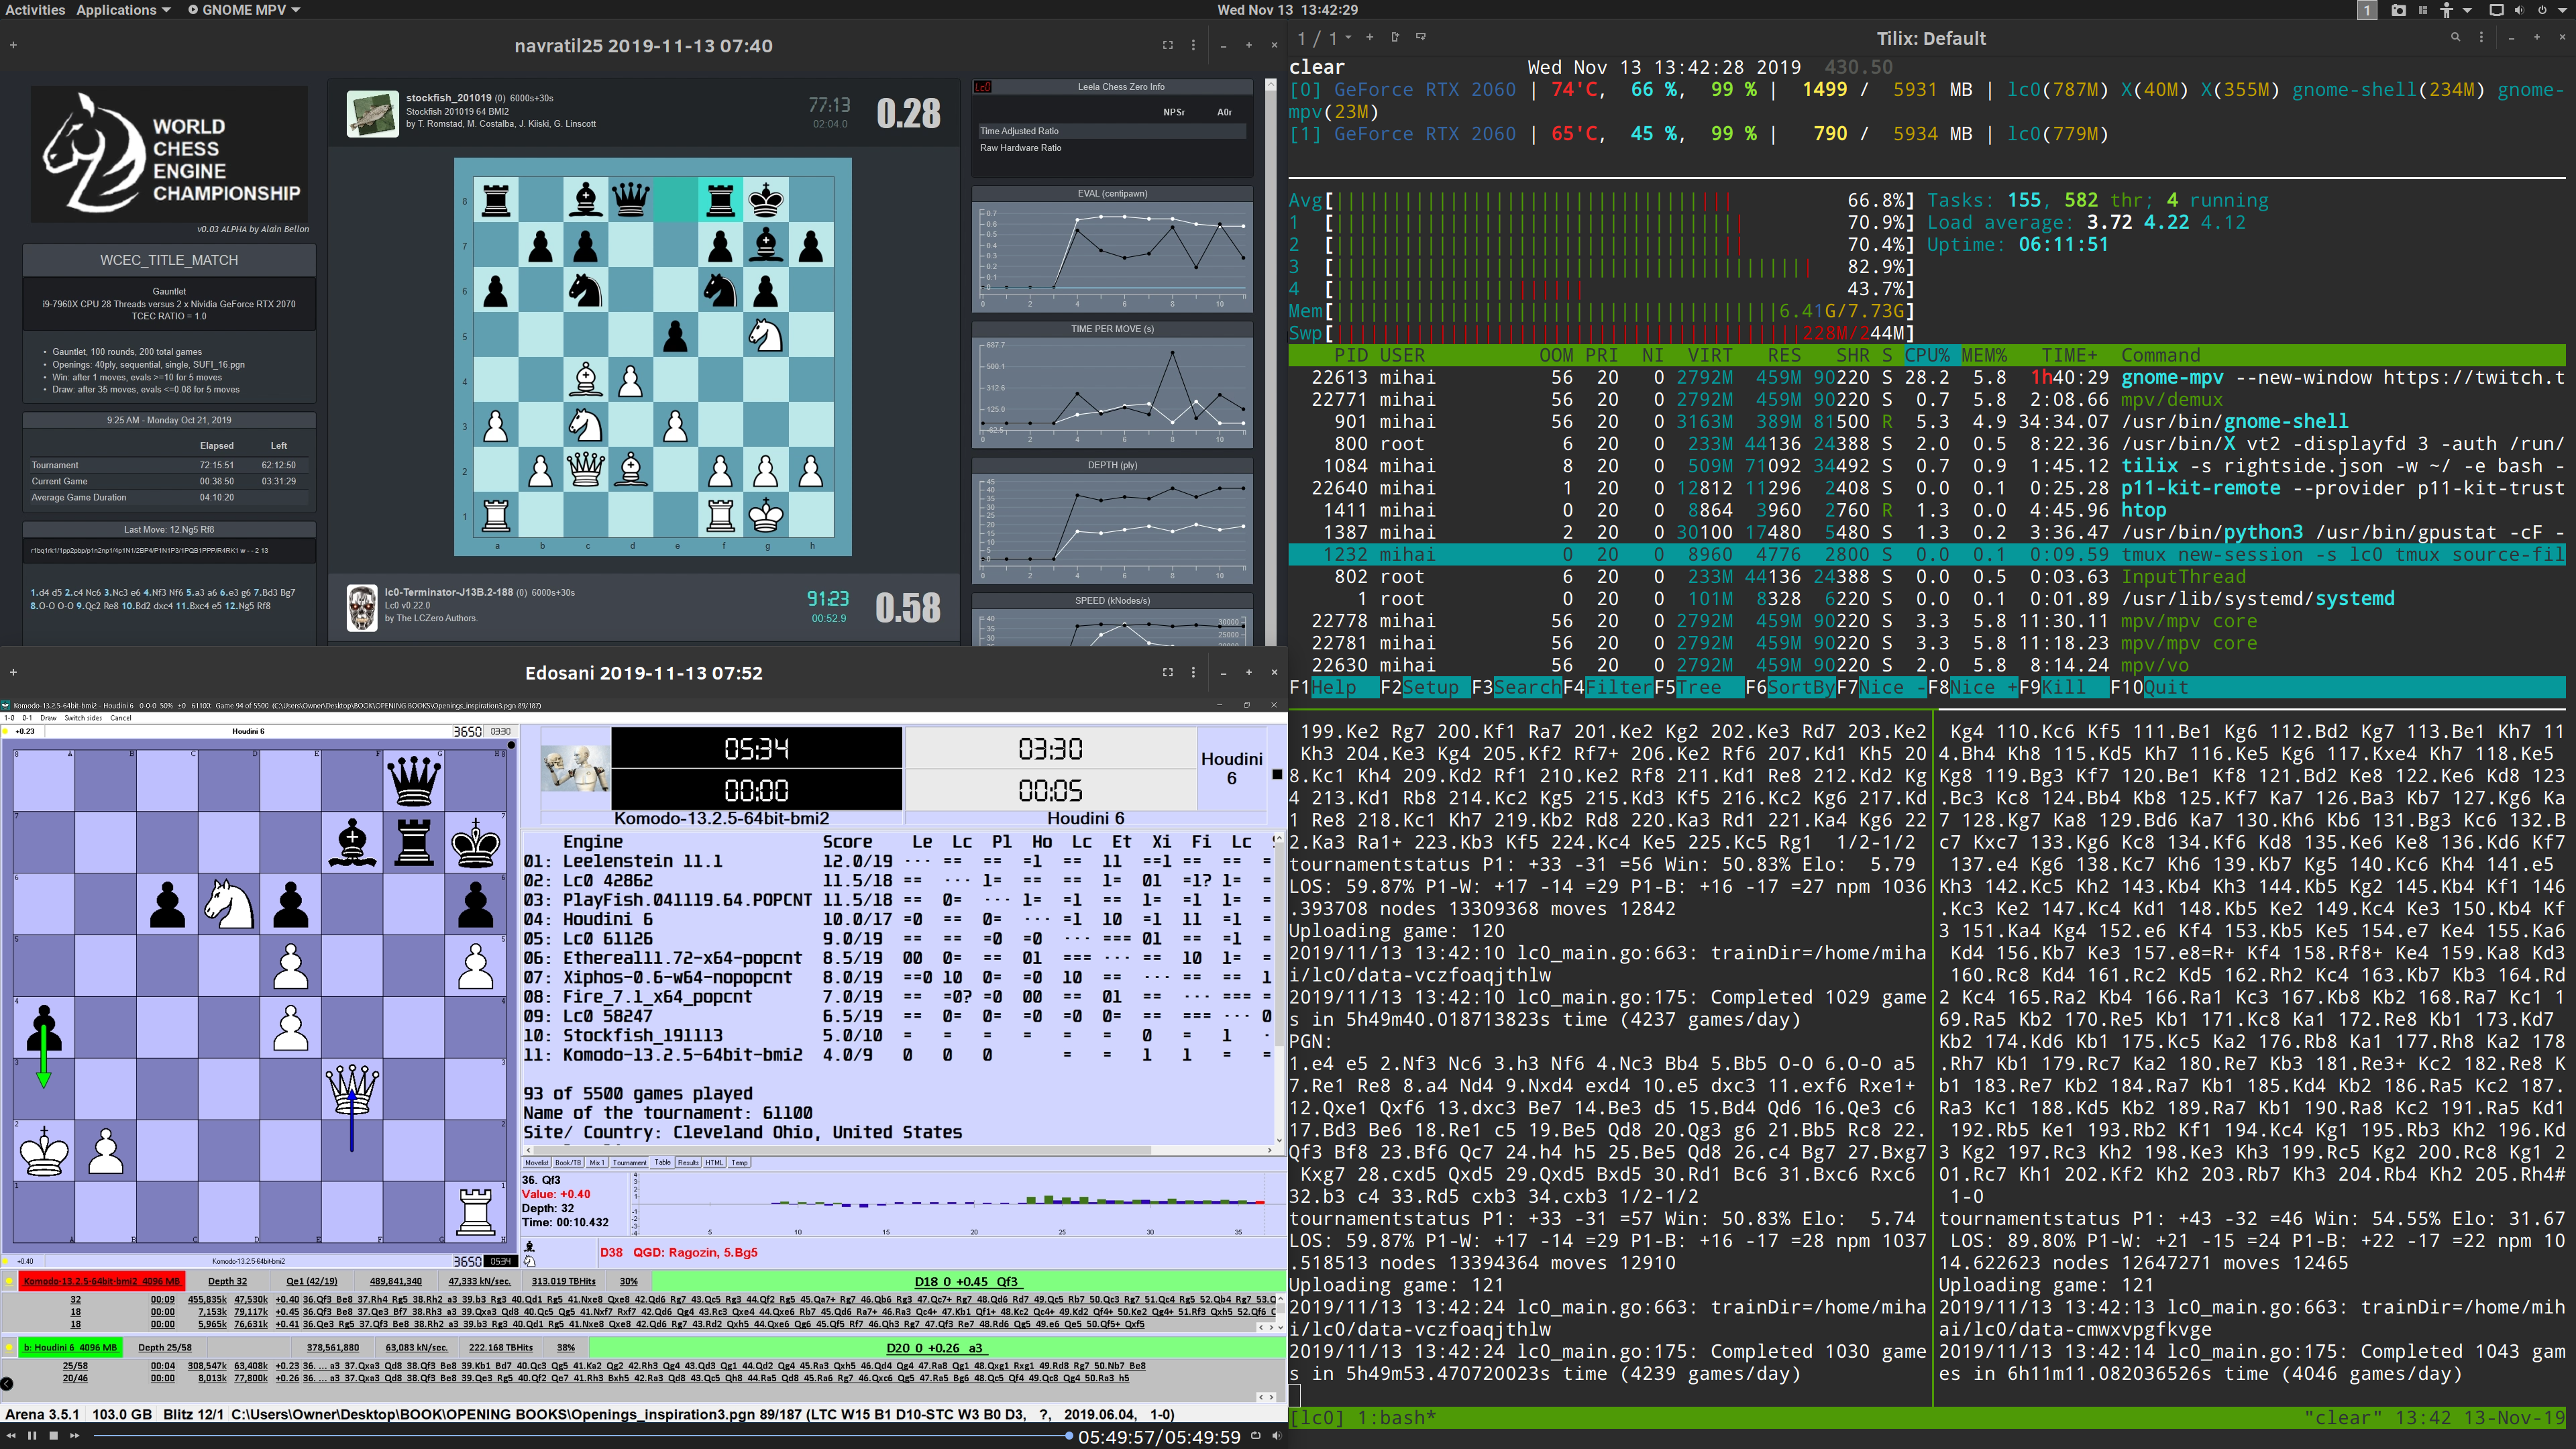 Activities Applications GNOME MPV Wed Nov 13 13:42:29 1
navratil25 2019-11-13 07:40
WORLD
CHESS
ENGINE
CHAMPIONSHIP
v0.03 ALPHA by Alain Bellon
WCEC_TITLE_MATCH
Gauntlet
i9-7960X CPU 28 Threads versus 2 x Nvidia GeForce RTX 2070
TCEC RATIO = 1.0
• Gauntlet, 100 rounds, 200 total games
• Openings: 40ply, sequential, single, SUFI_16.pgn
• Win: after 1 moves, evals >=10 for 5 moves
• Draw: after 35 moves, evals <=0.08 for 5 moves
9:25 AM - Monday Oct 21, 2019
Elapsed Left
Tournament 72:15:51 62:12:50
Current Game 00:38:50 03:31:29
Average Game Duration 04:10:20
Last Move: 12.Ng5 Rf8
r1bq1rk1/1pp2pbp/p1n2np1/4p1N1/2BP4/P1N1P3/1PQB1PPP/R4RK1 w - - 2 13
1.d4 d5 2.c4 Nc6 3.Nc3 e6 4.Nf3 Nf6 5.a3 a6 6.e3 g6 7.Bd3 Bg7
8.O-O O-O 9.Qc2 Re8 10.Bd2 dxc4 11.Bxc4 e5 12.Ng5 Rf8
stockfish_201019 (0) 6000s+30s
Stockfish 201019 64 BMI2
by T. Romstad, M. Costalba, J. Kiiski, G. Linscott
77:13
02:04.0
0.28
8
7
6
5
4
3
2
1
a b c d e f g h
lc0-Terminator-J13B.2-188 (0) 6000s+30s
Lc0 v0.22.0
by The LCZero Authors.
91:23
00:52.9
0.58
Leela Chess Zero Info
NPSr A0r
Time Adjusted Ratio
Raw Hardware Ratio
EVAL (centipawn)
TIME PER MOVE (s)
DEPTH (ply)
SPEED (kNodes/s)
Edosani 2019-11-13 07:52
Komodo-13.2.5-64bit-bmi2 - Houdini 6 0-0-0 50% ±0 61100: Game 94 of 5500 (C:\Users\Owner\Desktop\BOOK\OPENING BOOKS\Openings_inspiration3.pgn 89/187)
1-0 0-1 Draw Switch sides Cancel
+0.23 Houdini 6 3650 03:30
+0.40 Komodo-13.2.5-64bit-bmi2 3650 05:34
05:34 03:30
00:00 00:05
Houdini
6
Komodo-13.2.5-64bit-bmi2 Houdini 6
Engine Score Le Lc Pl Ho Lc Et Xi Fi Lc
01: Leelenstein 11.1 12.0/19 ··· == == =1 == 11 ==1 == == =
02: Lc0 42862 11.5/18 == ··· 1= == == 1= 01 =1? 1= =
03: PlayFish.041119.64.POPCNT 11.5/18 == 0= ··· 1= =1 == 1= =1 1= =
04: Houdini 6 10.0/17 =0 == 0= ··· =1 10 =1 11 =1 =
05: Lc0 61126 9.0/19 == == =0 =0 ··· === 01 == =1 =
06: Ethereal11.72-x64-popcnt 8.5/19 00 0= == 01 === ··· == 10 1= =
07: Xiphos-0.6-w64-nopopcnt 8.0/19 ==0 10 0= =0 10 == ··· == == 1
08: Fire_7.1_x64_popcnt 7.0/19 == =0? =0 00 == 01 == ··· === =
09: Lc0 58247 6.5/19 == 0= 0= =0 =0 0= == === ··· 0
10: Stockfish_191113 5.0/10 = = = = = = 0 = 1 ·
11: Komodo-13.2.5-64bit-bmi2 4.0/9 0 0 0 = = 1 1 = =
93 of 5500 games played
Name of the tournament: 61100
Site/ Country: Cleveland Ohio, United States
Movelist Book/TB Mix 1 Tournament Table Results HTML Temp
36. Qf3
Value: +0.40
Depth: 32
Time: 00:10.432
5 10 15 20 25 30 35
D38 QGD: Ragozin, 5.Bg5
Komodo-13.2.5-64bit-bmi2 4096 MB Depth 32 489,841,340 47,333 kN/sec. 313.019 TBHits 30% D18 0 +0.45 Qf3
b: Houdini 6 4096 MB Depth 25/58 378,561,880 63,083 kN/sec. 222.168 TBHits 38% D20 0 +0.26 a3
Arena 3.5.1 103.0 GB Blitz 12/1 C:\Users\Owner\Desktop\BOOK\OPENING BOOKS\Openings_inspiration3.pgn 89/187 (LTC W15 B1 D10-STC W3 B0 D3, ?, 2019.06.04, 1-0)
05:49:57/05:49:59
1 / 1 Tilix: Default
clear Wed Nov 13 13:42:28 2019 430.50
[0] GeForce RTX 2060 | 74'C, 66 %, 99 % | 1499 / 5931 MB | lc0(787M) X(40M) X(355M) gnome-shell(234M) gnome-
mpv(23M)
[1] GeForce RTX 2060 | 65'C, 45 %, 99 % | 790 / 5934 MB | lc0(779M)
Avg[ 66.8%] Tasks: 155, 582 thr; 4 running
1 [ 70.9%] Load average: 3.72 4.22 4.12
2 [ 70.4%] Uptime: 06:11:51
3 [ 82.9%]
4 [ 43.7%]
Mem[ 6.41G/7.73G]
Swp[ 228M/244M]
PID USER OOM PRI NI VIRT RES SHR S CPU% MEM% TIME+ Command
22613 mihai 56 20 0 2792M 459M 90220 S 28.2 5.8 1h40:29 gnome-mpv --new-window https://twitch.t
22771 mihai 56 20 0 2792M 459M 90220 S 0.7 5.8 2:08.66 mpv/demux
901 mihai 56 20 0 3163M 389M 81500 R 5.3 4.9 34:34.07 /usr/bin/gnome-shell
800 root 6 20 0 233M 44136 24388 S 2.0 0.5 8:22.36 /usr/bin/X vt2 -displayfd 3 -auth /run/
1084 mihai 8 20 0 509M 71092 34492 S 0.7 0.9 1:45.12 tilix -s rightside.json -w ~/ -e bash -
22640 mihai 1 20 0 12812 11296 2408 S 0.0 0.1 0:25.28 p11-kit-remote --provider p11-kit-trust
1411 mihai 0 20 0 8864 3960 2760 R 1.3 0.0 4:45.96 htop
1387 mihai 2 20 0 30100 17480 5480 S 1.3 0.2 3:36.47 /usr/bin/python3 /usr/bin/gpustat -cF -
1232 mihai 0 20 0 8960 4776 2800 S 0.0 0.1 0:09.59 tmux new-session -s lc0 tmux source-fil
802 root 6 20 0 233M 44136 24388 S 0.0 0.5 0:03.63 InputThread
1 root 0 20 0 101M 8328 6220 S 0.0 0.1 0:01.89 /usr/lib/systemd/systemd
22778 mihai 56 20 0 2792M 459M 90220 S 3.3 5.8 11:30.11 mpv/mpv core
22781 mihai 56 20 0 2792M 459M 90220 S 3.3 5.8 11:18.23 mpv/mpv core
22630 mihai 56 20 0 2792M 459M 90220 S 2.0 5.8 8:14.24 mpv/vo
F1Help F2Setup F3SearchF4FilterF5Tree F6SortByF7Nice -F8Nice +F9Kill F10Quit
199.Ke2 Rg7 200.Kf1 Ra7 201.Ke2 Kg2 202.Ke3 Rd7 203.Ke2
Kh3 204.Ke3 Kg4 205.Kf2 Rf7+ 206.Ke2 Rf6 207.Kd1 Kh5 20
8.Kc1 Kh4 209.Kd2 Rf1 210.Ke2 Rf8 211.Kd1 Re8 212.Kd2 Kg
4 213.Kd1 Rb8 214.Kc2 Kg5 215.Kd3 Kf5 216.Kc2 Kg6 217.Kd
1 Re8 218.Kc1 Kh7 219.Kb2 Rd8 220.Ka3 Rd1 221.Ka4 Kg6 22
2.Ka3 Ra1+ 223.Kb3 Kf5 224.Kc4 Ke5 225.Kc5 Rg1 1/2-1/2
tournamentstatus P1: +33 -31 =56 Win: 50.83% Elo: 5.79
LOS: 59.87% P1-W: +17 -14 =29 P1-B: +16 -17 =27 npm 1036
.393708 nodes 13309368 moves 12842
Uploading game: 120
2019/11/13 13:42:10 lc0_main.go:663: trainDir=/home/miha
i/lc0/data-vczfoaqjthlw
2019/11/13 13:42:10 lc0_main.go:175: Completed 1029 game
s in 5h49m40.018713823s time (4237 games/day)
PGN:
1.e4 e5 2.Nf3 Nc6 3.h3 Nf6 4.Nc3 Bb4 5.Bb5 O-O 6.O-O a5
7.Re1 Re8 8.a4 Nd4 9.Nxd4 exd4 10.e5 dxc3 11.exf6 Rxe1+
12.Qxe1 Qxf6 13.dxc3 Be7 14.Be3 d5 15.Bd4 Qd6 16.Qe3 c6
17.Bd3 Be6 18.Re1 c5 19.Be5 Qd8 20.Qg3 g6 21.Bb5 Rc8 22.
Qf3 Bf8 23.Bf6 Qc7 24.h4 h5 25.Be5 Qd8 26.c4 Bg7 27.Bxg7
Kxg7 28.cxd5 Qxd5 29.Qxd5 Bxd5 30.Rd1 Bc6 31.Bxc6 Rxc6
32.b3 c4 33.Rd5 cxb3 34.cxb3 1/2-1/2
tournamentstatus P1: +33 -31 =57 Win: 50.83% Elo: 5.74
LOS: 59.87% P1-W: +17 -14 =29 P1-B: +16 -17 =28 npm 1037
.518513 nodes 13394364 moves 12910
Uploading game: 121
2019/11/13 13:42:24 lc0_main.go:663: trainDir=/home/miha
i/lc0/data-vczfoaqjthlw
2019/11/13 13:42:24 lc0_main.go:175: Completed 1030 game
s in 5h49m53.470720023s time (4239 games/day)
Kg4 110.Kc6 Kf5 111.Be1 Kg6 112.Bd2 Kg7 113.Be1 Kh7 11
4.Bh4 Kh8 115.Kd5 Kh7 116.Ke5 Kg6 117.Kxe4 Kh7 118.Ke5
Kg8 119.Bg3 Kf7 120.Be1 Kf8 121.Bd2 Ke8 122.Ke6 Kd8 123
.Bc3 Kc8 124.Bb4 Kb8 125.Kf7 Ka7 126.Ba3 Kb7 127.Kg6 Ka
7 128.Kg7 Ka8 129.Bd6 Ka7 130.Kh6 Kb6 131.Bg3 Kc6 132.B
c7 Kxc7 133.Kg6 Kc8 134.Kf6 Kd8 135.Ke6 Ke8 136.Kd6 Kf7
137.e4 Kg6 138.Kc7 Kh6 139.Kb7 Kg5 140.Kc6 Kh4 141.e5
Kh3 142.Kc5 Kh2 143.Kb4 Kh3 144.Kb5 Kg2 145.Kb4 Kf1 146
.Kc3 Ke2 147.Kc4 Kd1 148.Kb5 Ke2 149.Kc4 Ke3 150.Kb4 Kf
3 151.Ka4 Kg4 152.e6 Kf4 153.Kb5 Ke5 154.e7 Ke4 155.Ka6
Kd4 156.Kb7 Ke3 157.e8=R+ Kf4 158.Rf8+ Ke4 159.Ka8 Kd3
160.Rc8 Kd4 161.Rc2 Kd5 162.Rh2 Kc4 163.Kb7 Kb3 164.Rd
2 Kc4 165.Ra2 Kb4 166.Ra1 Kc3 167.Kb8 Kb2 168.Ra7 Kc1 1
69.Ra5 Kb2 170.Re5 Kb1 171.Kc8 Ka1 172.Re8 Kb1 173.Kd7
Kb2 174.Kd6 Kb1 175.Kc5 Ka2 176.Rb8 Ka1 177.Rh8 Ka2 178
.Rh7 Kb1 179.Rc7 Ka2 180.Re7 Kb3 181.Re3+ Kc2 182.Re8 K
b1 183.Re7 Kb2 184.Ra7 Kb1 185.Kd4 Kb2 186.Ra5 Kc2 187.
Ra3 Kc1 188.Kd5 Kb2 189.Ra7 Kb1 190.Ra8 Kc2 191.Ra5 Kd1
192.Rb5 Ke1 193.Rb2 Kf1 194.Kc4 Kg1 195.Rb3 Kh2 196.Kd
3 Kg2 197.Rc3 Kh2 198.Ke3 Kh3 199.Rc5 Kg2 200.Rc8 Kg1 2
01.Rc7 Kh1 202.Kf2 Kh2 203.Rb7 Kh3 204.Rb4 Kh2 205.Rh4#
1-0
tournamentstatus P1: +43 -32 =46 Win: 54.55% Elo: 31.67
LOS: 89.80% P1-W: +21 -15 =24 P1-B: +22 -17 =22 npm 10
14.622623 nodes 12647271 moves 12465
Uploading game: 121
2019/11/13 13:42:13 lc0_main.go:663: trainDir=/home/mih
ai/lc0/data-cmwxvpgfkvge
2019/11/13 13:42:14 lc0_main.go:175: Completed 1043 gam
es in 6h11m11.082036526s time (4046 games/day)
[lc0] 1:bash* "clear" 13:42 13-Nov-19